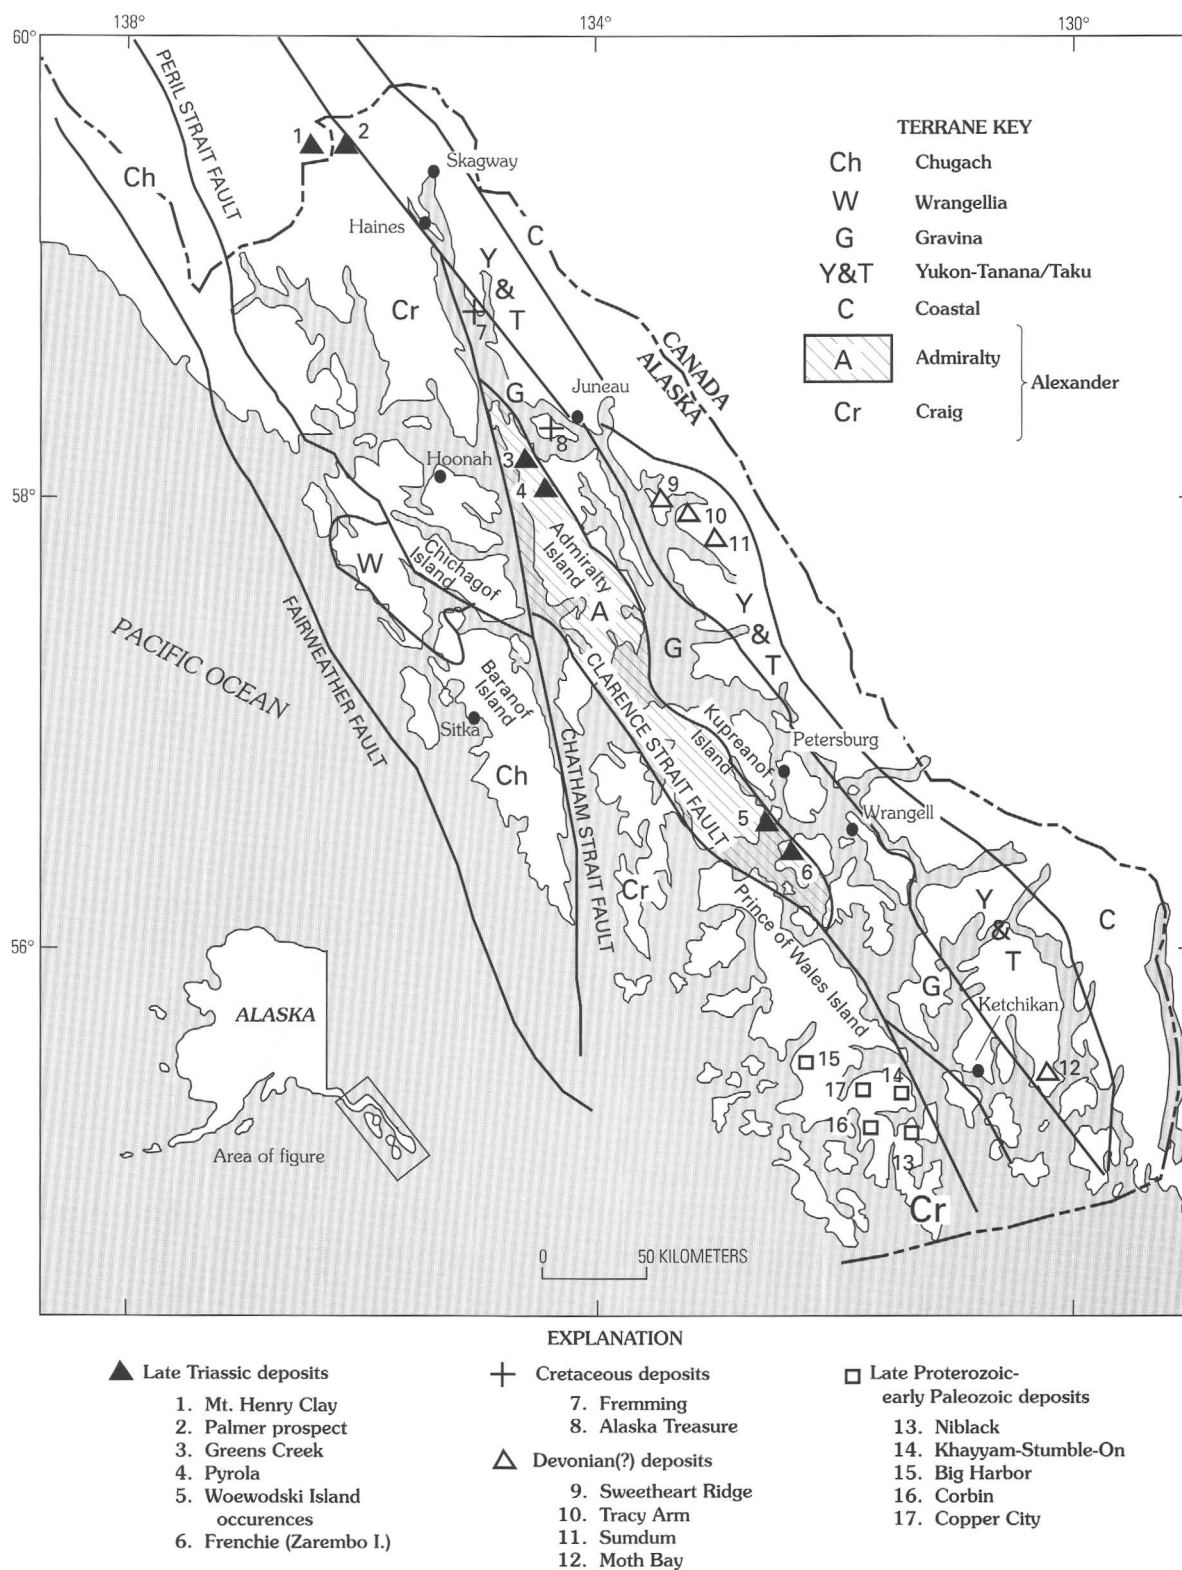 138°
134°
130°
60°
PERIL STRAIT FAULT
1
2
Ch
Skagway
Haines
C
Y
&
T
Cr
7
CANADA
ALASKA
TERRANE KEY
Ch Chugach
W Wrangellia
G Gravina
Y&T Yukon-Tanana/Taku
C Coastal
A Admiralty
Cr Craig
Alexander
G
Juneau
8
3
Hoonah
4
58°
9
10
11
Admiralty
Island
W
Chichagof
Island
A
Y
&
T
G
PACIFIC OCEAN
FAIRWEATHER FAULT
Baranof
Island
Sitka
Ch
CHATHAM STRAIT FAULT
CLARENCE STRAIT FAULT
Kupreanof
Island
Petersburg
5
Wrangell
6
Cr
Prince of Wales Island
Y
&
T
C
56°
G
Ketchikan
ALASKA
Area of figure
15
17
14
12
16
13
Cr
0 50 KILOMETERS
EXPLANATION
Late Triassic deposits
1. Mt. Henry Clay
2. Palmer prospect
3. Greens Creek
4. Pyrola
5. Woewodski Island
occurences
6. Frenchie (Zarembo I.)
Cretaceous deposits
7. Fremming
8. Alaska Treasure
Devonian(?) deposits
9. Sweetheart Ridge
10. Tracy Arm
11. Sumdum
12. Moth Bay
Late Proterozoic-
early Paleozoic deposits
13. Niblack
14. Khayyam-Stumble-On
15. Big Harbor
16. Corbin
17. Copper City